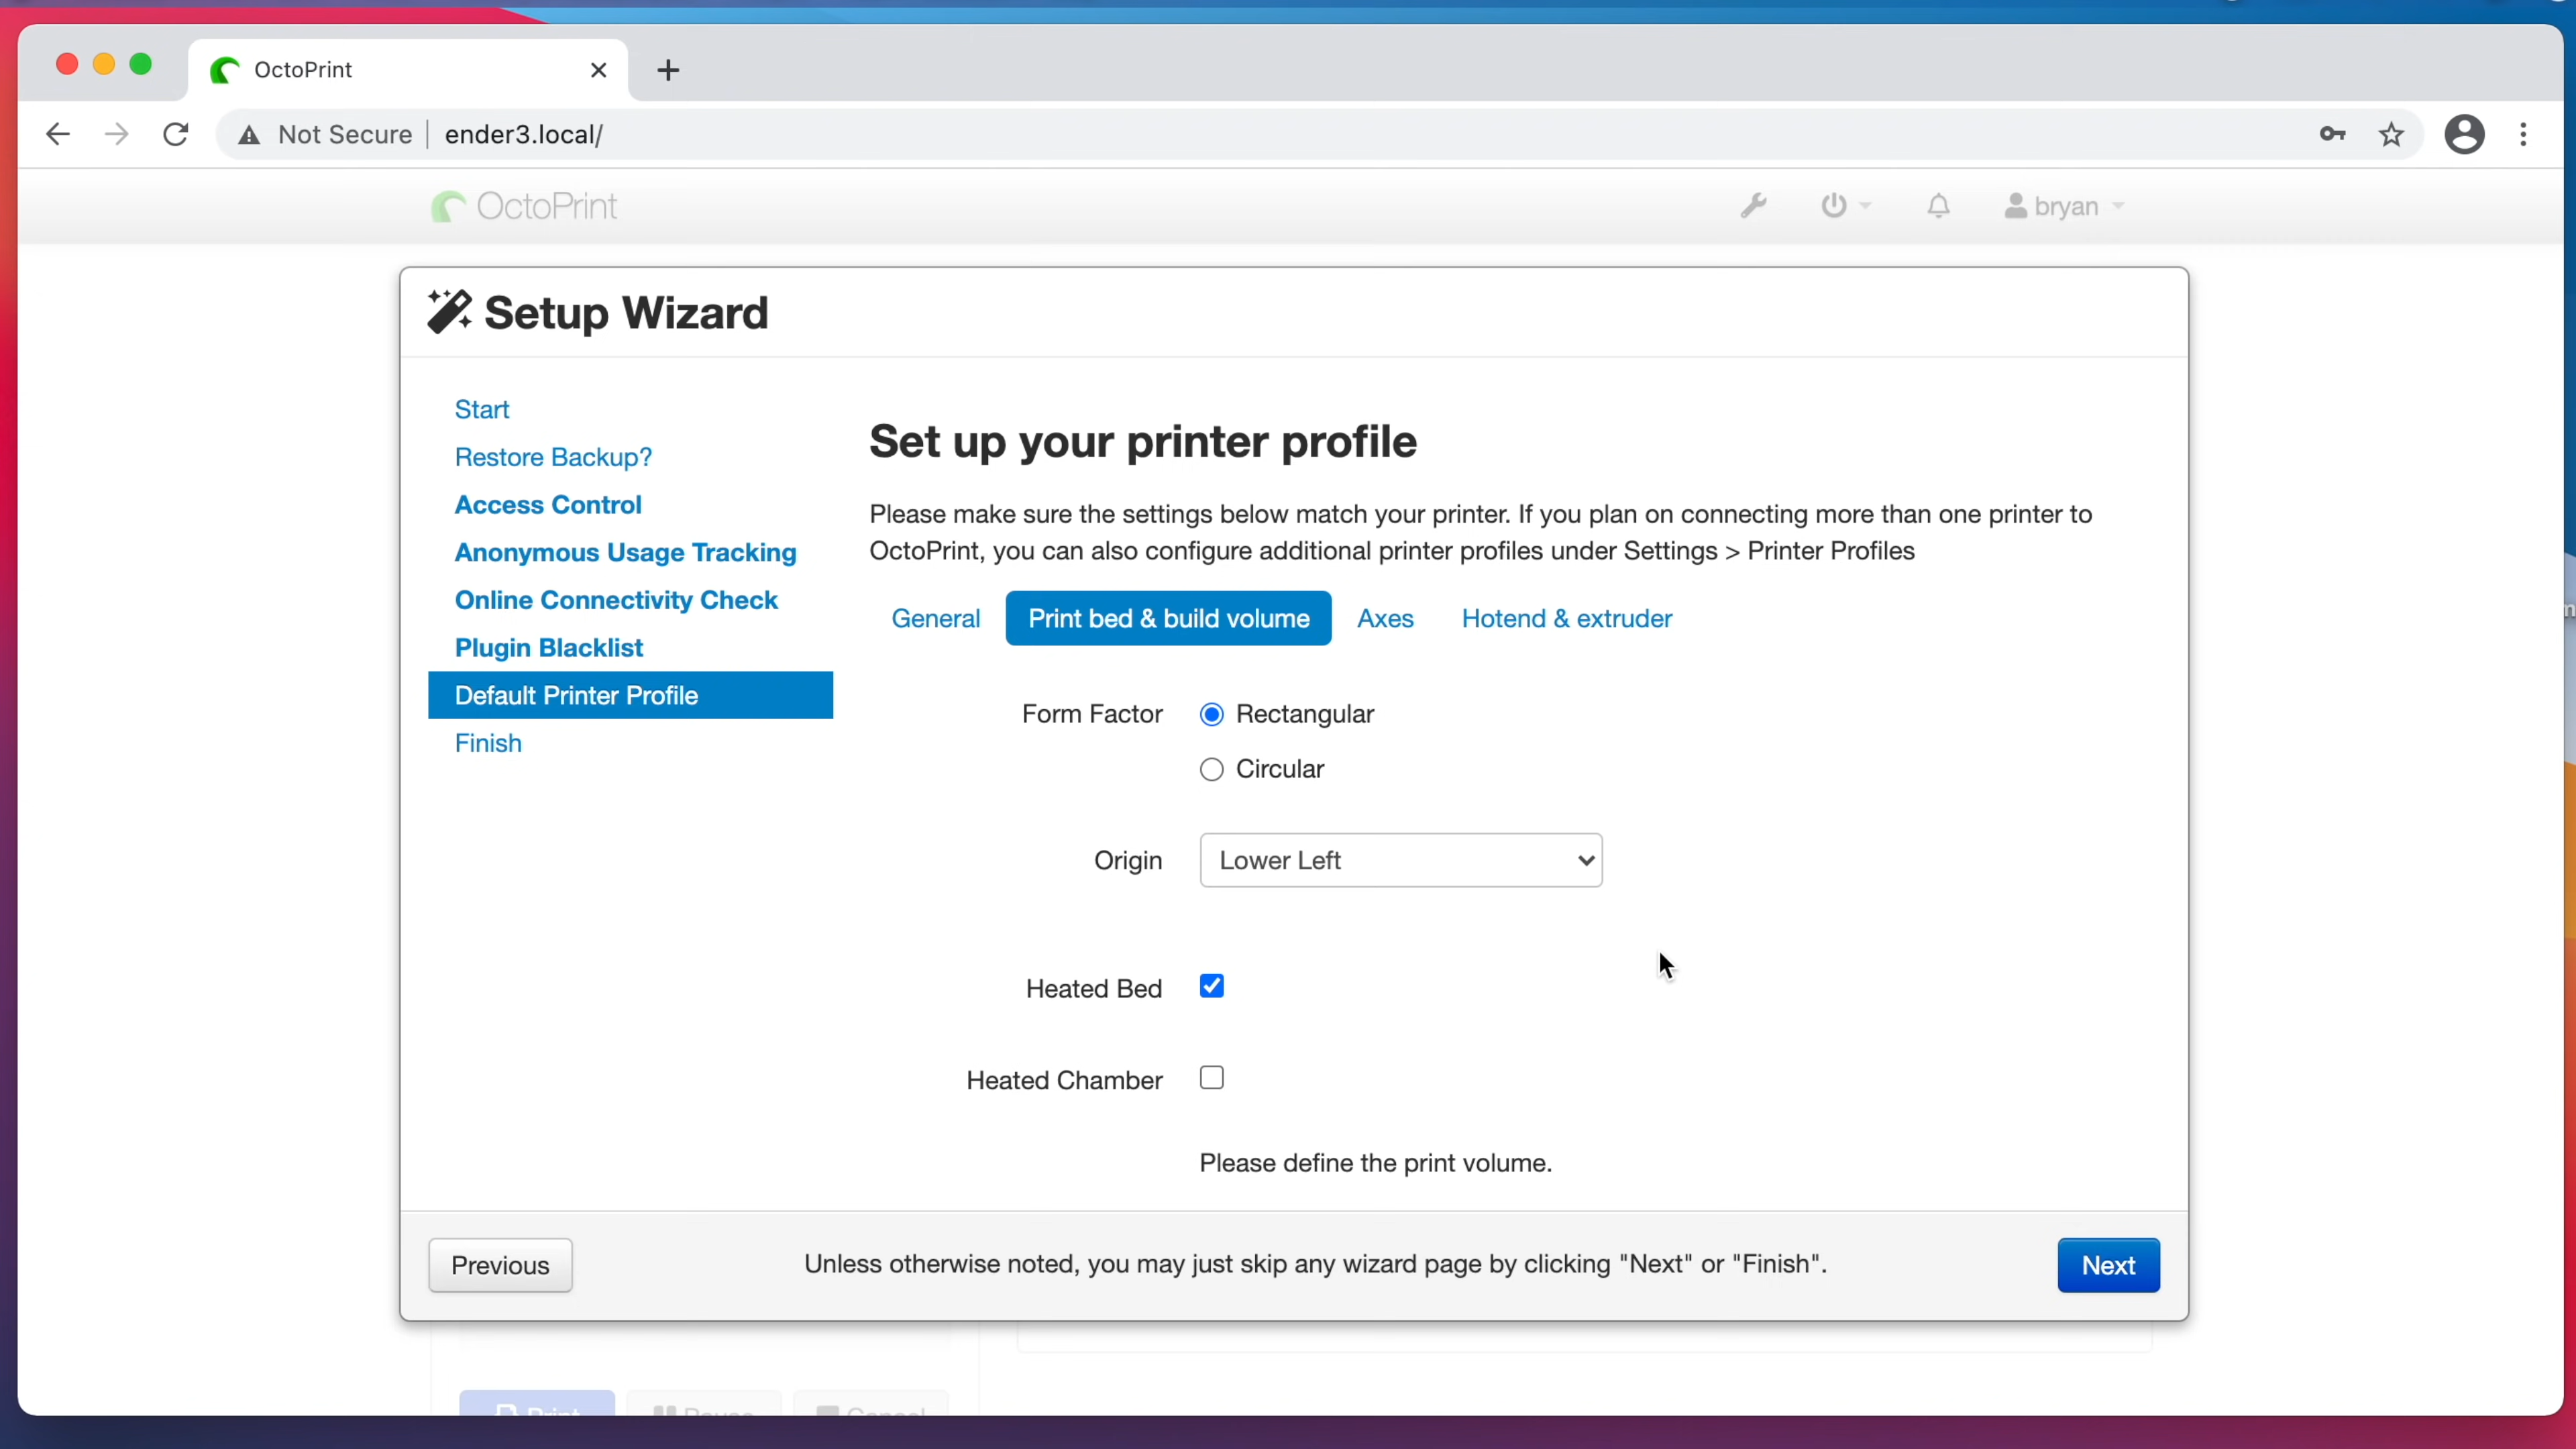 OctoPrint
Not Secure ender3.local/
OctoPrint bryan
Setup Wizard
Start
Restore Backup?
Access Control
Anonymous Usage Tracking
Online Connectivity Check
Plugin Blacklist
Default Printer Profile
Finish
Set up your printer profile
Please make sure the settings below match your printer. If you plan on connecting more than one printer to
OctoPrint, you can also configure additional printer profiles under Settings > Printer Profiles
General Print bed & build volume Axes Hotend & extruder
Form Factor Rectangular
Circular
Origin Lower Left
Heated Bed
Heated Chamber
Please define the print volume.
Previous Unless otherwise noted, you may just skip any wizard page by clicking "Next" or "Finish". Next
Print Pause Cancel